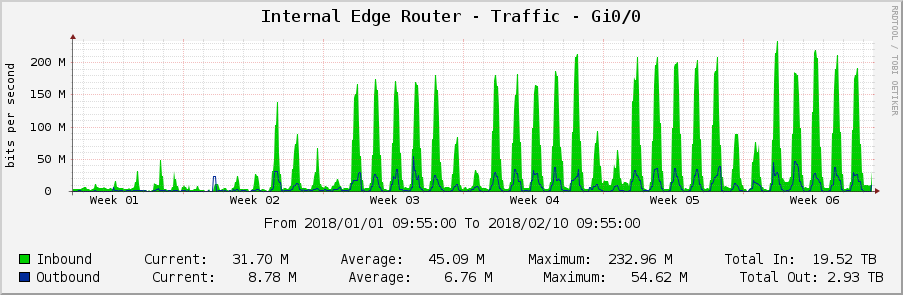 Internal Edge Router - Traffic - Gi0/0
RRDTOOL / TOBI OETIKER
bits per second
200 M
150 M
100 M
50 M
0
Week 01 Week 02 Week 03 Week 04 Week 05 Week 06
From 2018/01/01 09:55:00 To 2018/02/10 09:55:00
Inbound Current: 31.70 M Average: 45.09 M Maximum: 232.96 M Total In: 19.52 TB
Outbound Current: 8.78 M Average: 6.76 M Maximum: 54.62 M Total Out: 2.93 TB